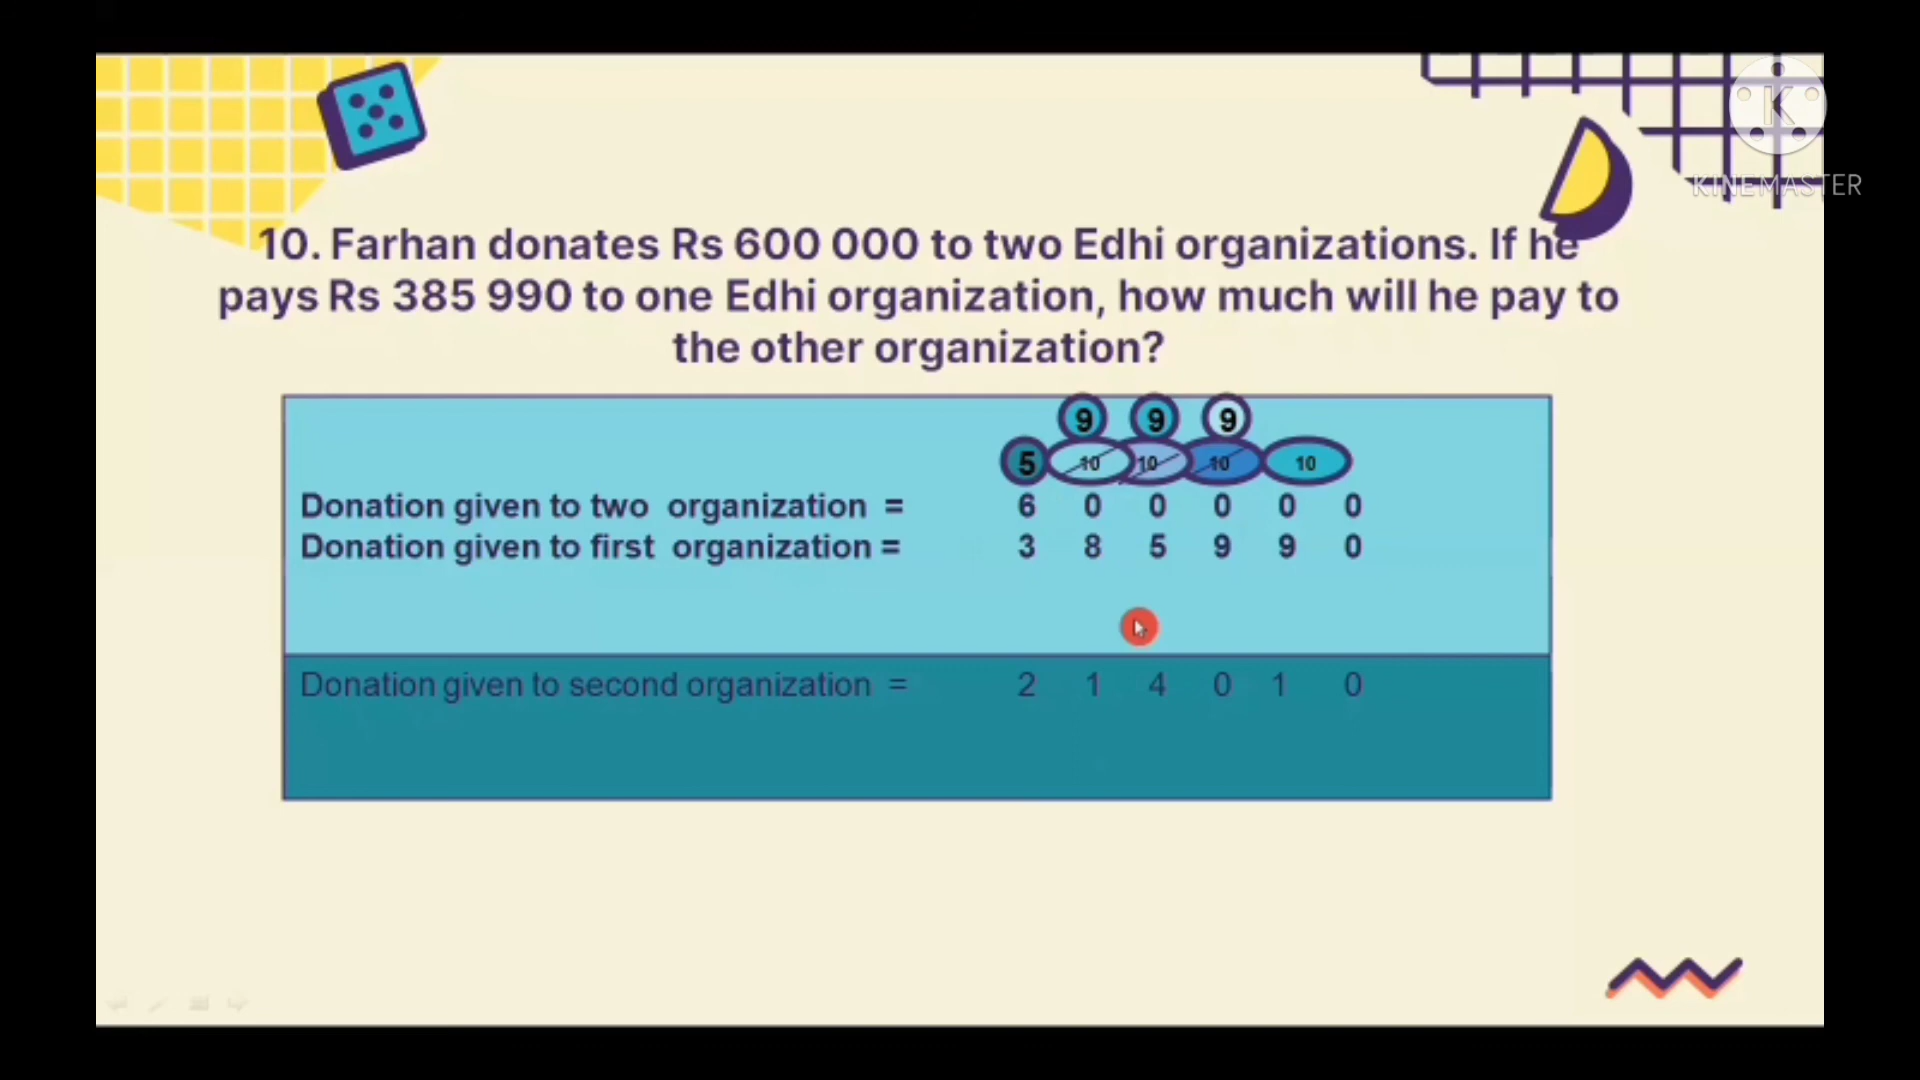 K
KINEMASTER
10. Farhan donates Rs 600 000 to two Edhi organizations. If he
pays Rs 385 990 to one Edhi organization, how much will he pay to
the other organization?
9 9 9
5 10 10 10 10
Donation given to two organization = 6 0 0 0 0 0
Donation given to first organization = 3 8 5 9 9 0
Donation given to second organization = 2 1 4 0 1 0